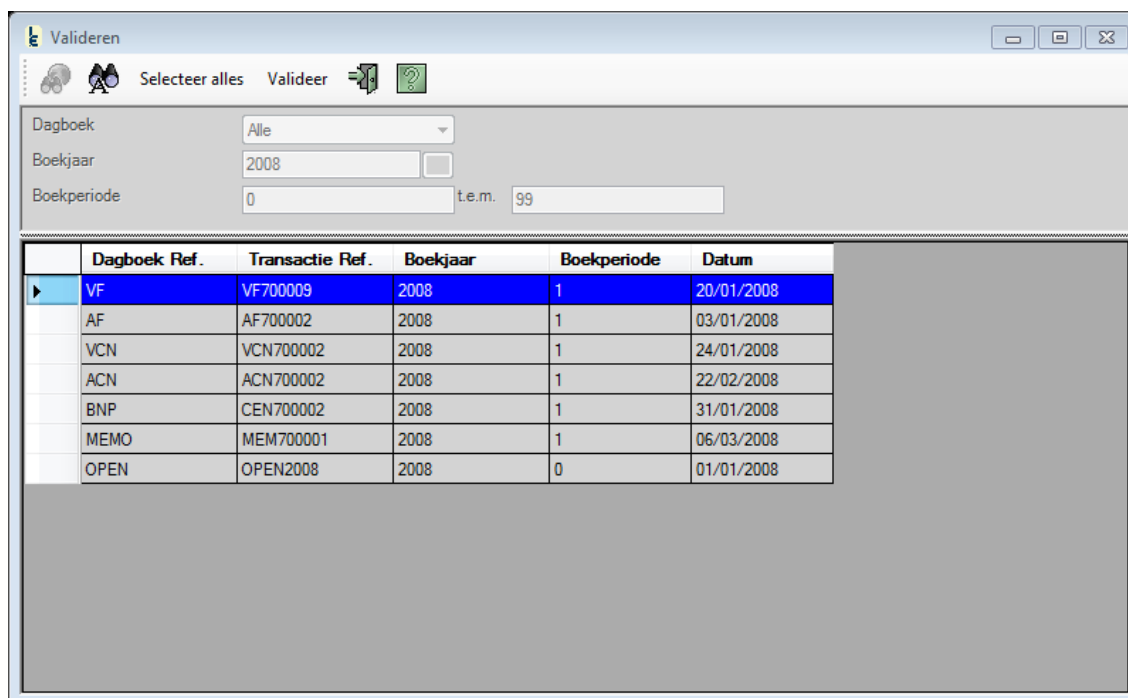 Valideren
Selecteer alles Valideer
Dagboek Alle
Boekjaar 2008
Boekperiode 0 t.e.m. 99
Dagboek Ref. Transactie Ref. Boekjaar Boekperiode Datum
VF VF700009 2008 1 20/01/2008
AF AF700002 2008 1 03/01/2008
VCN VCN700002 2008 1 24/01/2008
ACN ACN700002 2008 1 22/02/2008
BNP CEN700002 2008 1 31/01/2008
MEMO MEM700001 2008 1 06/03/2008
OPEN OPEN2008 2008 0 01/01/2008